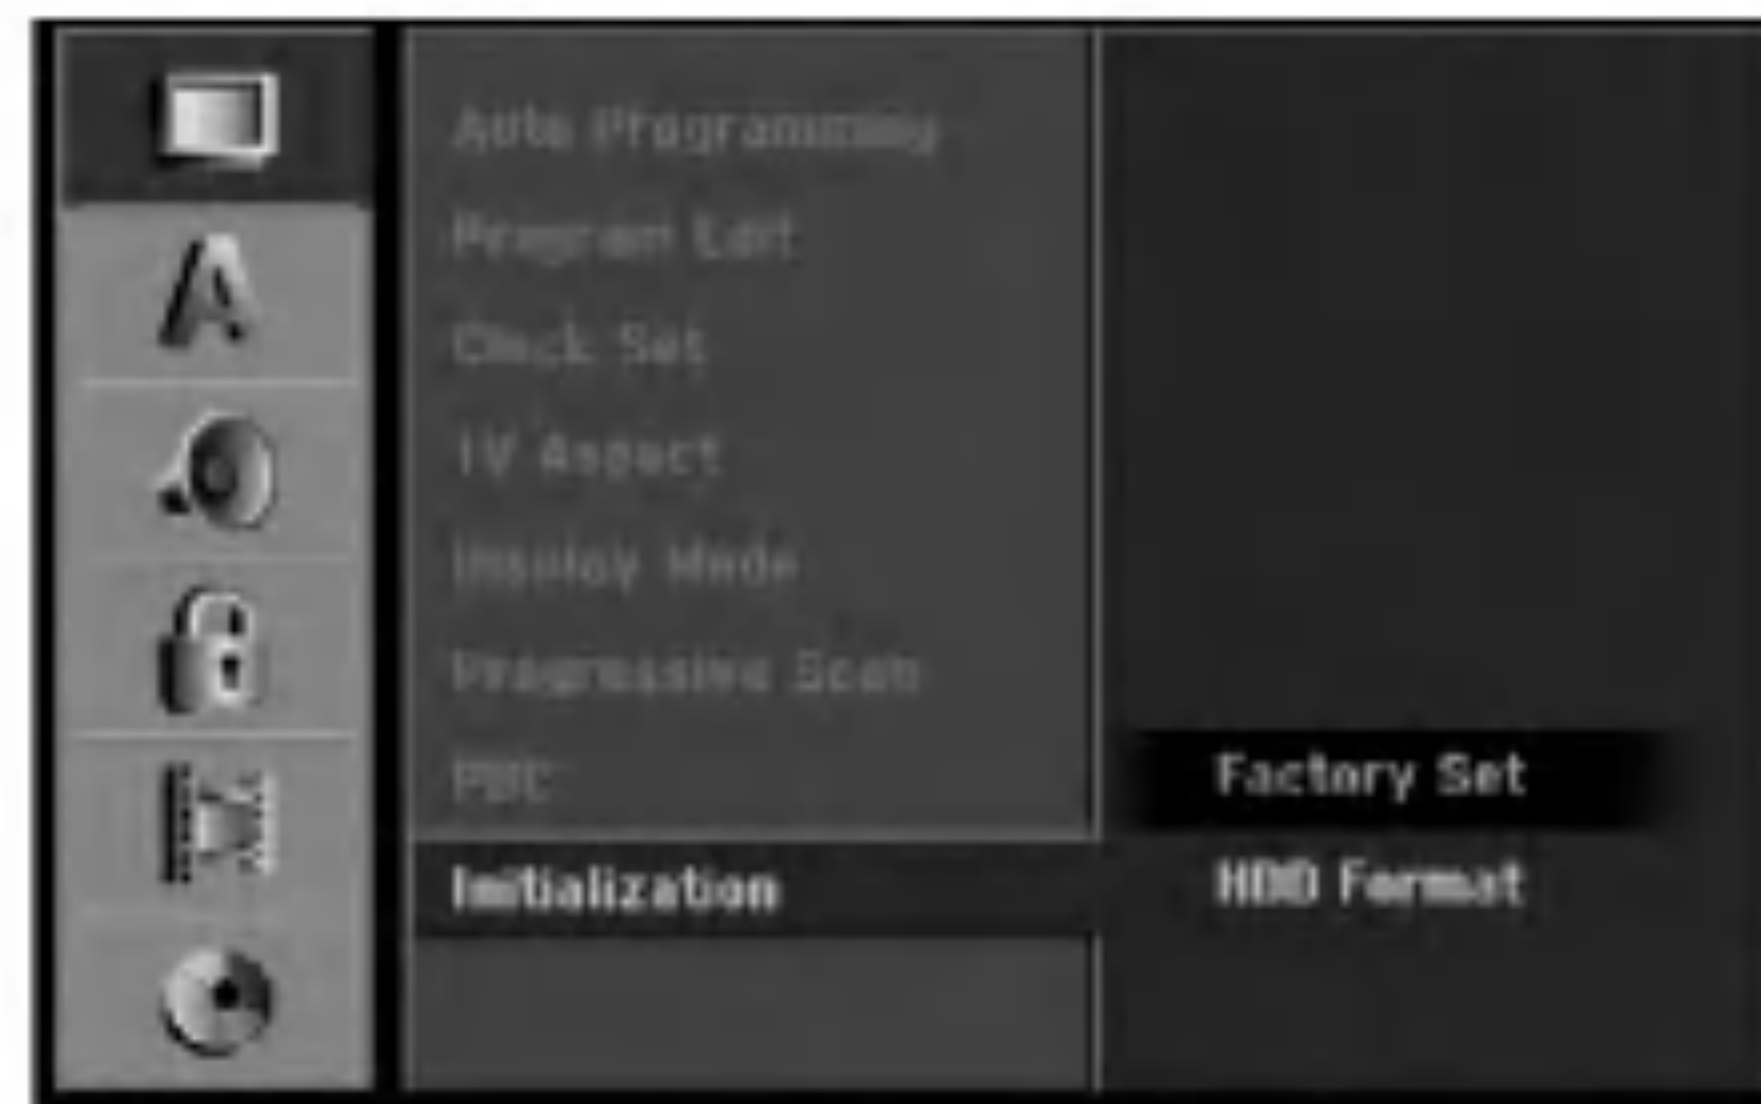 Auto Programming
Program Edit
Clock Set
TV Aspect
Display Mode
Progressive Scan
PBC
Initialization
Factory Set
HDD Format